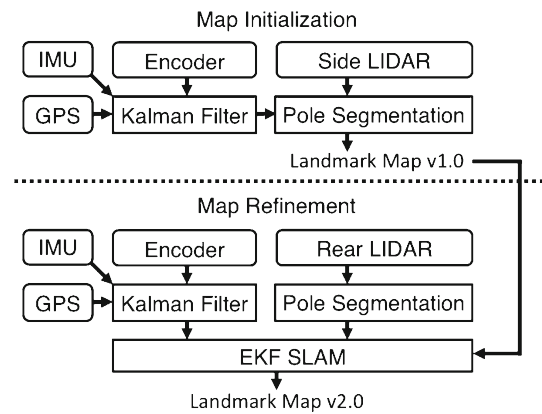 Map Initialization
IMU
Encoder
Side LIDAR
GPS
Kalman Filter
Pole Segmentation
Landmark Map v1.0
Map Refinement
IMU
Encoder
Rear LIDAR
GPS
Kalman Filter
Pole Segmentation
EKF SLAM
Landmark Map v2.0